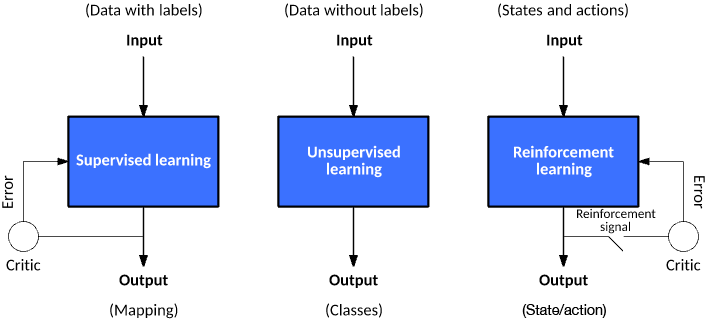 (Data with labels)
Input
Supervised learning
Error
Critic
Output
(Mapping)
(Data without labels)
Input
Unsupervised
learning
Output
(Classes)
(States and actions)
Input
Reinforcement
learning
Error
Reinforcement
signal
Critic
Output
(State/action)